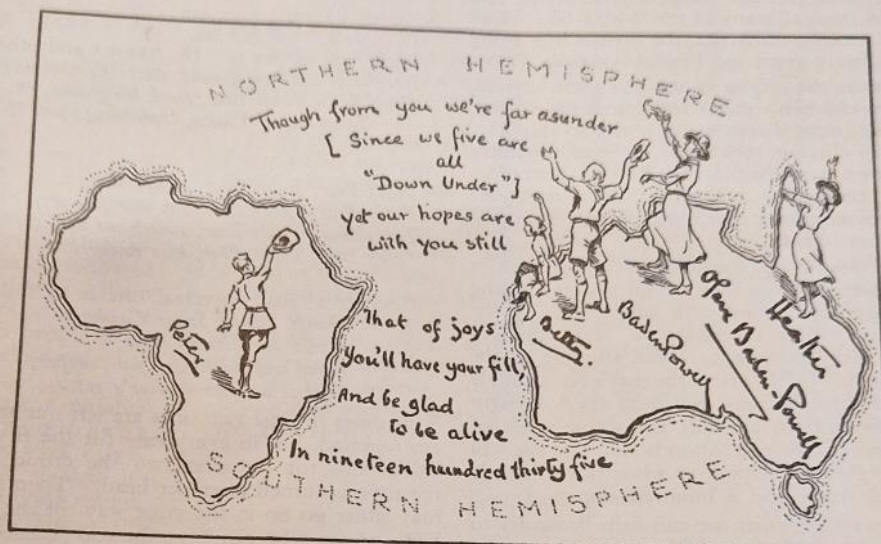 NORTHERN HEMISPHERE
Though from you we're far asunder
[ Since we five are
all
"Down Under"]
yet our hopes are
with you still
That of joys
You'll have your fill,
And be glad
to be alive
In nineteen hundred thirty five
SOUTHERN HEMISPHERE
Peter
Betty.
Baden Powell
Olave Baden-Powell
Heather